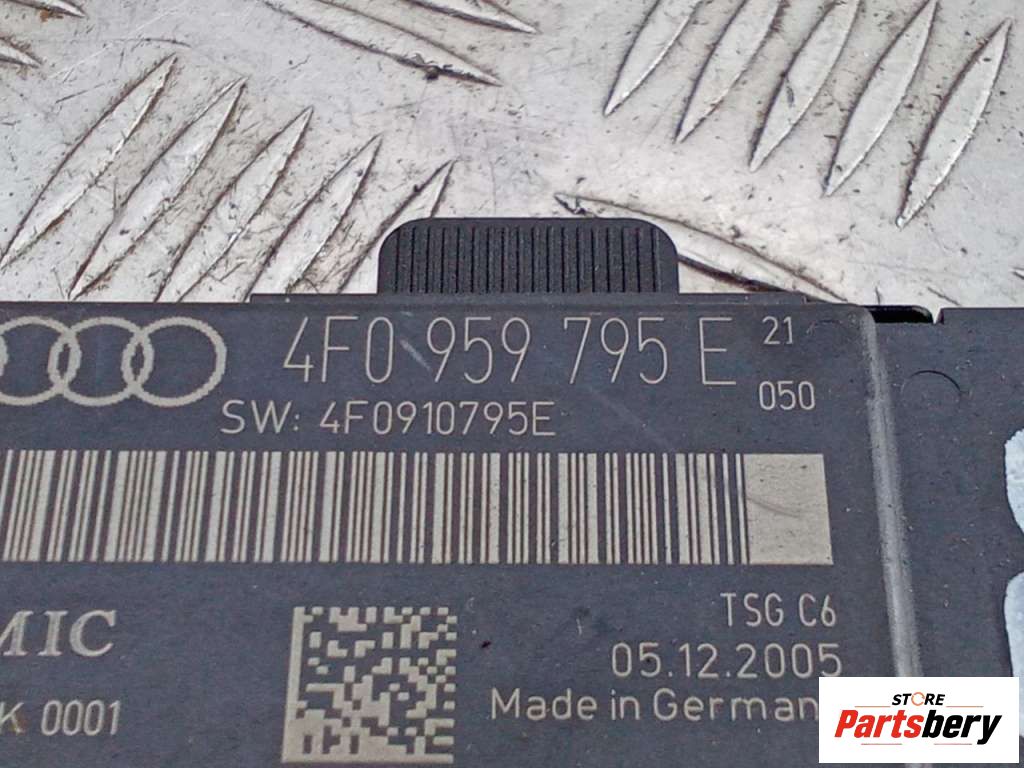 4F0 959 795 E 21
050
SW: 4F0910795E
TSG C6
MIC
05.12.2005
K 0001
Made in German
STORE
Partsbery